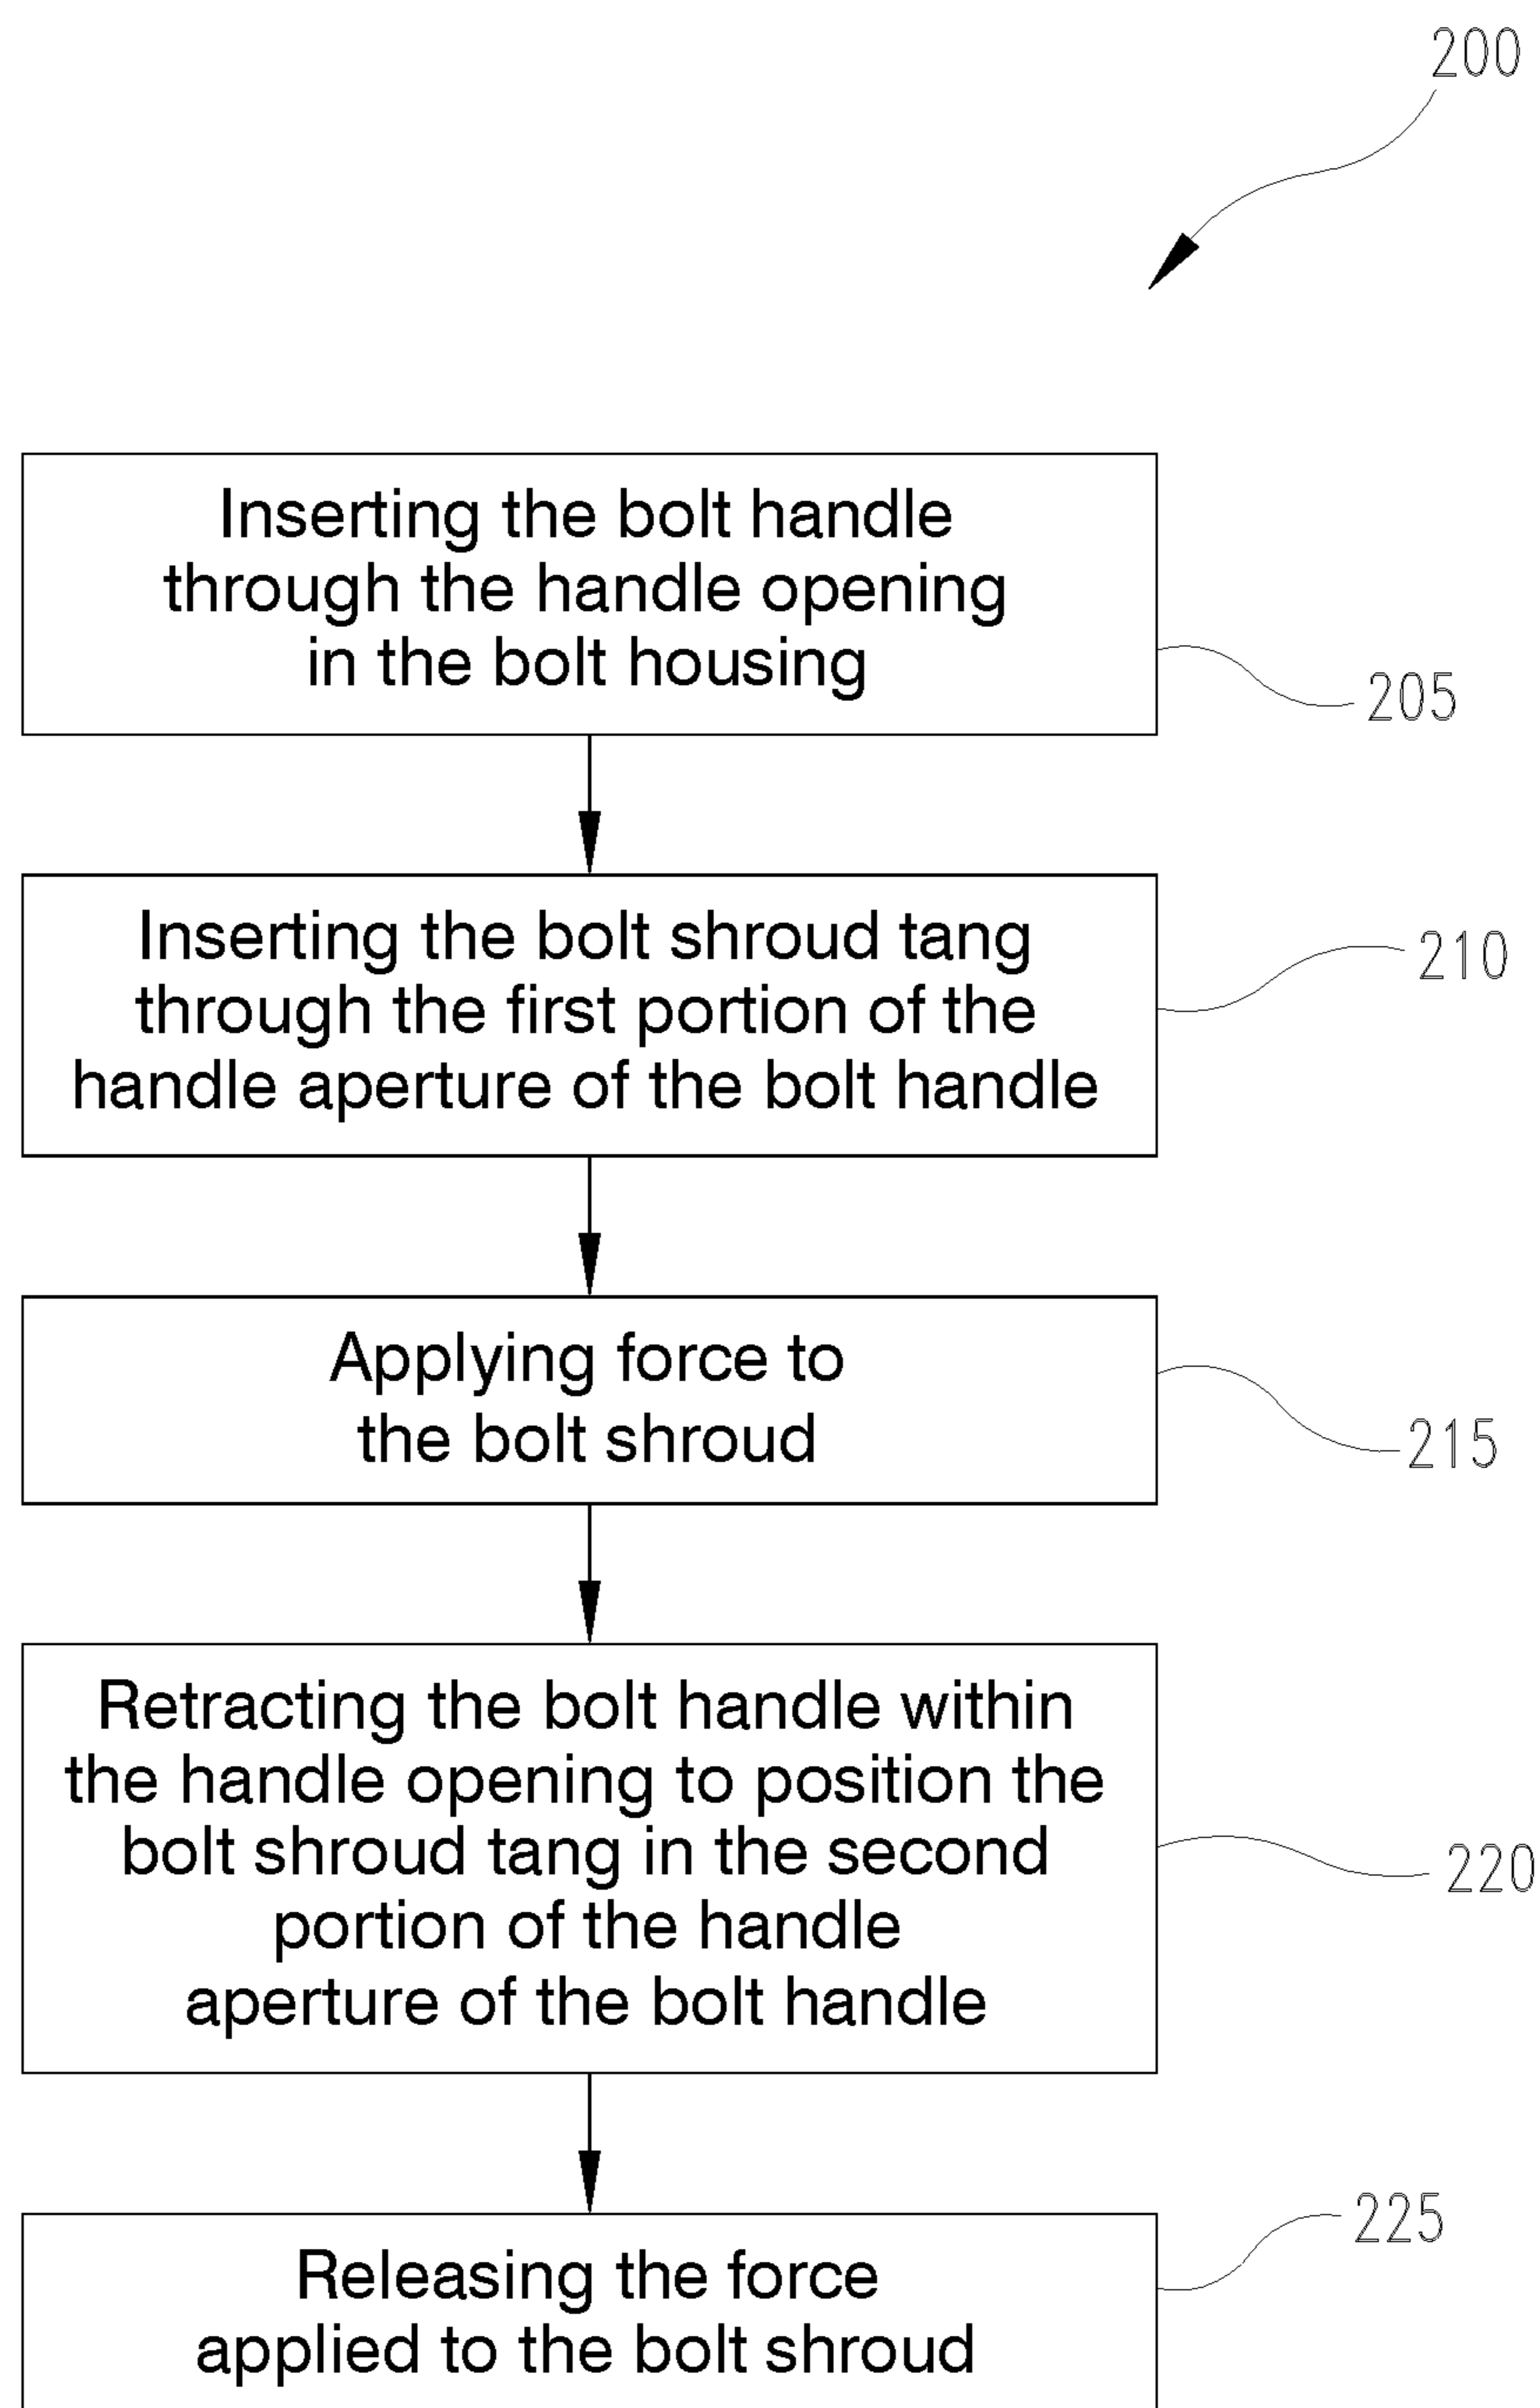 200
Inserting the bolt handle
through the handle opening
in the bolt housing
205
Inserting the bolt shroud tang
through the first portion of the
handle aperture of the bolt handle
210
Applying force to
the bolt shroud
215
Retracting the bolt handle within
the handle opening to position the
bolt shroud tang in the second
portion of the handle
aperture of the bolt handle
220
Releasing the force
applied to the bolt shroud
225